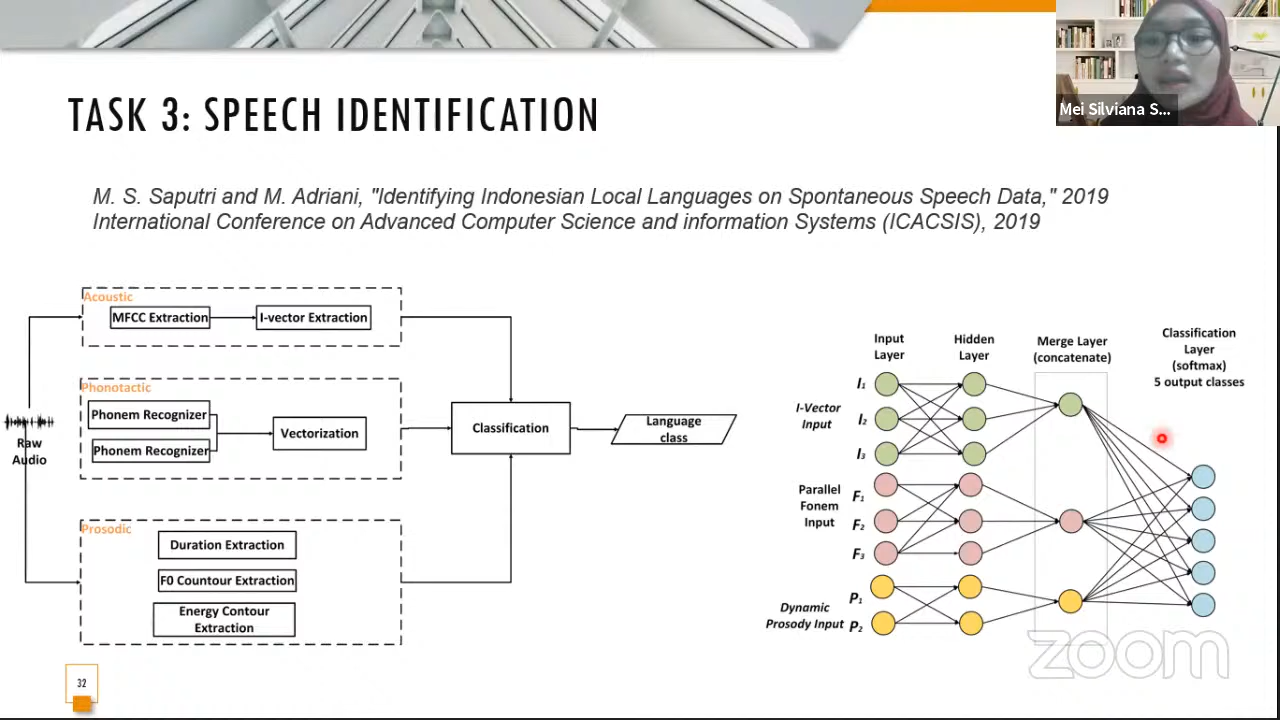 Mei Silviana S...
TASK 3: SPEECH IDENTIFICATION
M. S. Saputri and M. Adriani, "Identifying Indonesian Local Languages on Spontaneous Speech Data," 2019
International Conference on Advanced Computer Science and information Systems (ICACSIS), 2019
Acoustic
MFCC Extraction
I-vector Extraction
Phonotactic
Phonem Recognizer
Phonem Recognizer
Vectorization
Raw
Audio
Classification
Language
class
Prosodic
Duration Extraction
F0 Countour Extraction
Energy Contour
Extraction
Input
Layer
Hidden
Layer
Merge Layer
(concatenate)
Classification
Layer
(softmax)
5 output classes
I-Vector
Input
I₁
I₂
I₃
Parallel
Fonem
Input
F₁
F₂
F₃
Dynamic
Prosody Input
P₁
P₂
zoom
32